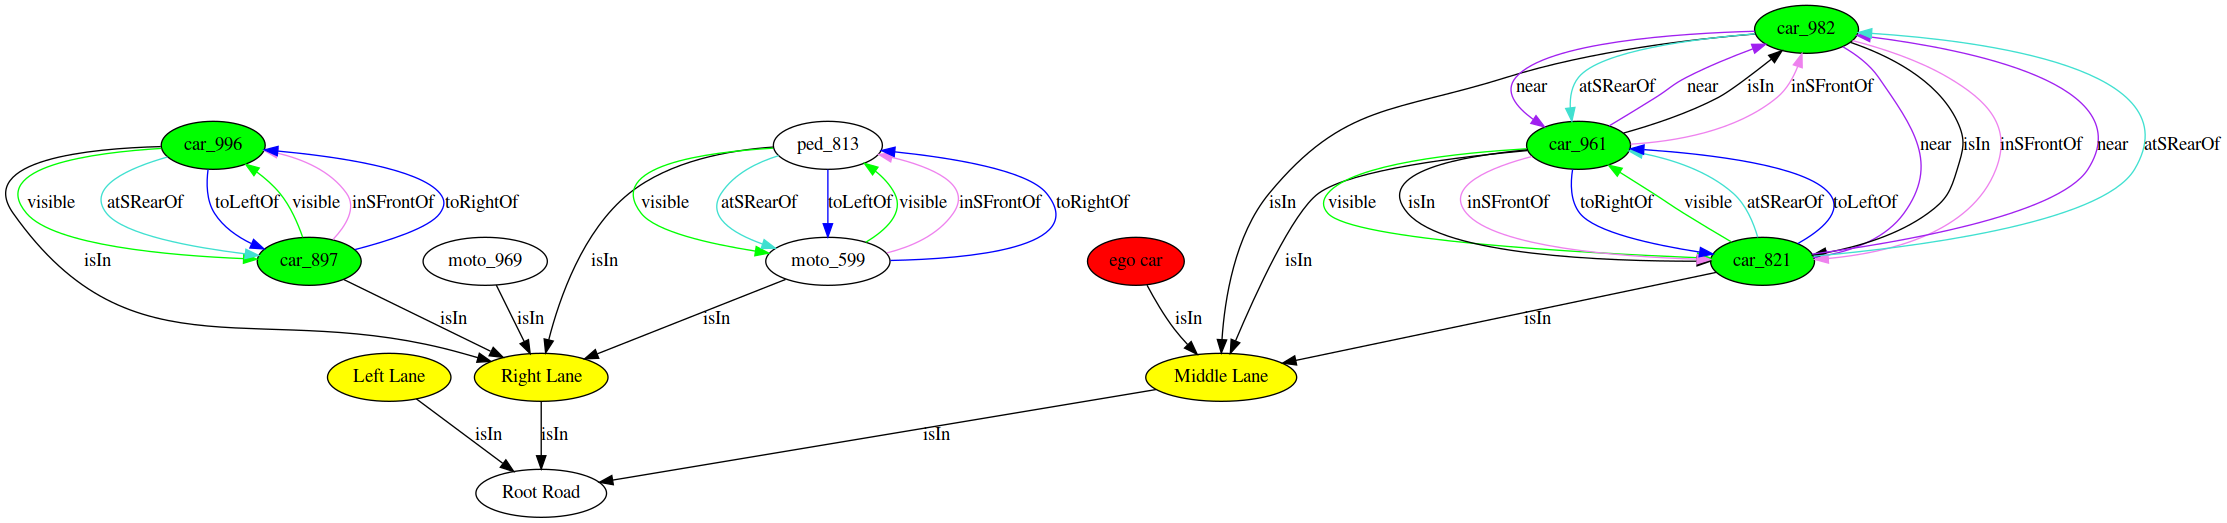 car_982
near
atSRearOf
near
isIn
inSFrontOf
car_996
ped_813
car_961
near
isIn
inSFrontOf
near
atSRearOf
visible
atSRearOf
toLeftOf
visible
inSFrontOf
toRightOf
visible
atSRearOf
toLeftOf
visible
inSFrontOf
toRightOf
isIn
visible
isIn
inSFrontOf
toRightOf
visible
atSRearOf
toLeftOf
isIn
car_897
moto_969
isIn
moto_599
ego car
isIn
car_821
isIn
isIn
isIn
isIn
isIn
Left Lane
Right Lane
Middle Lane
isIn
isIn
isIn
Root Road